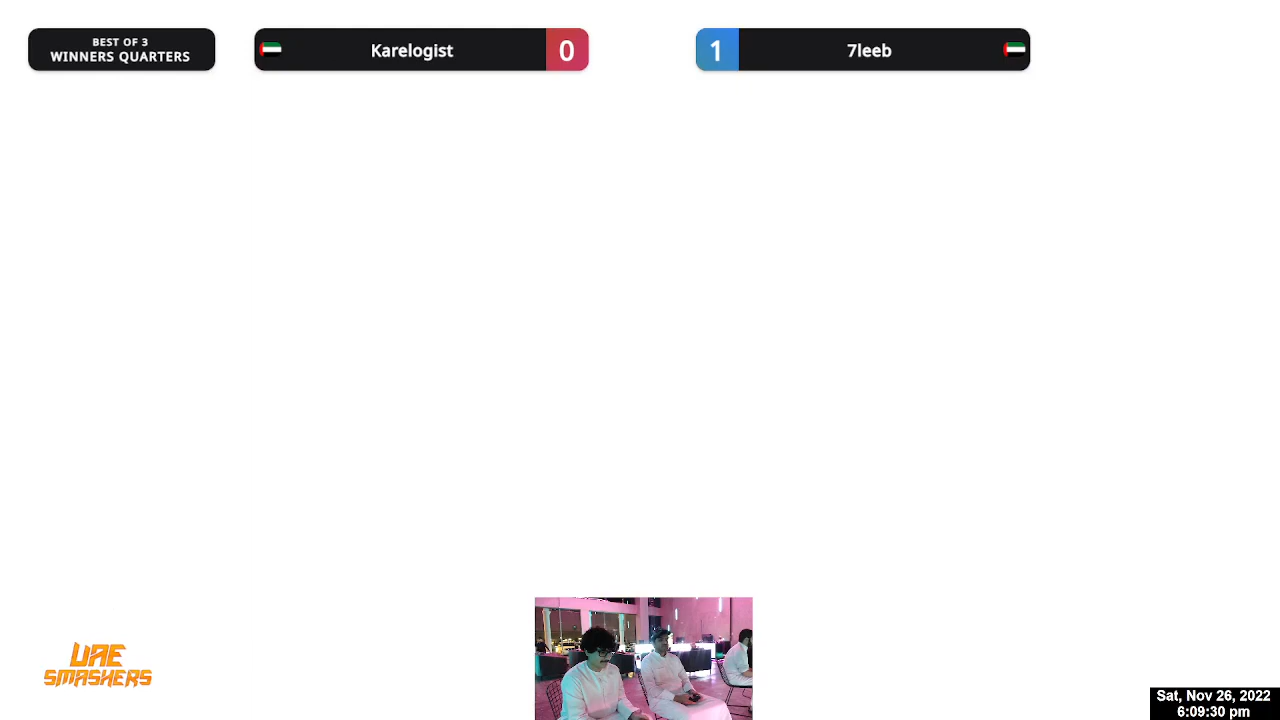 BEST OF 3
WINNERS QUARTERS
Karelogist
0
1
7leeb
UAE
SMASHERS
Sat, Nov 26, 2022
6:09:30 pm